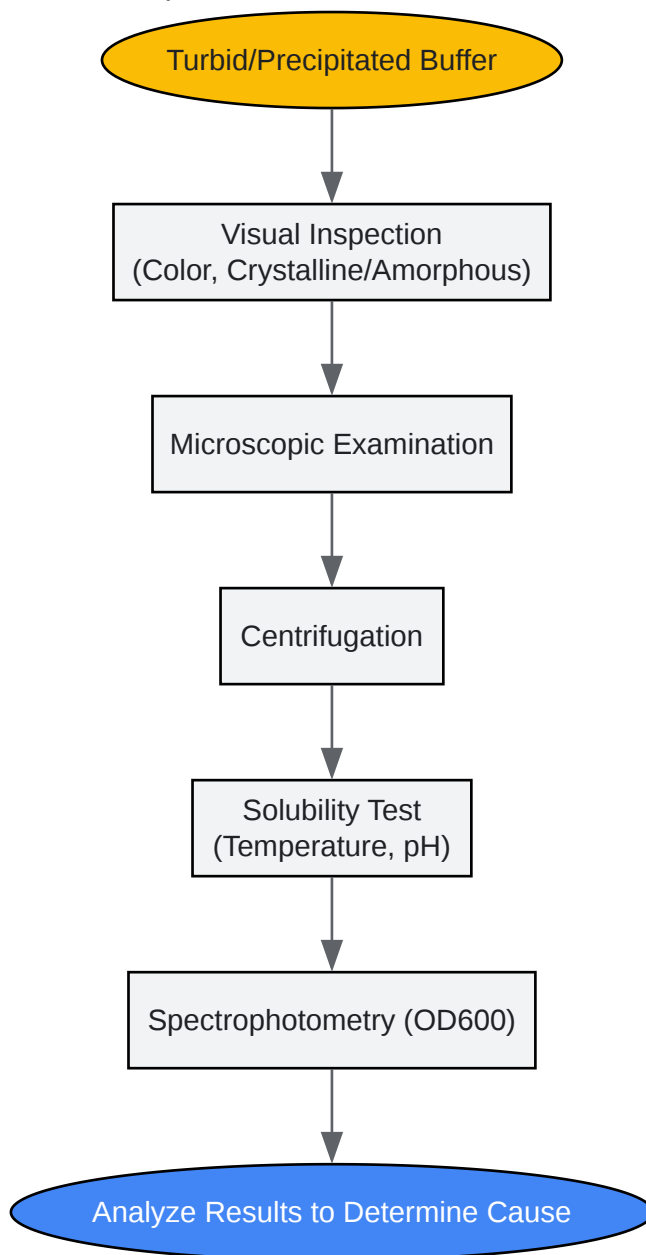 Turbid/Precipitated Buffer
Visual Inspection
(Color, Crystalline/Amorphous)
Microscopic Examination
Centrifugation
Solubility Test
(Temperature, pH)
Spectrophotometry (OD600)
Analyze Results to Determine Cause